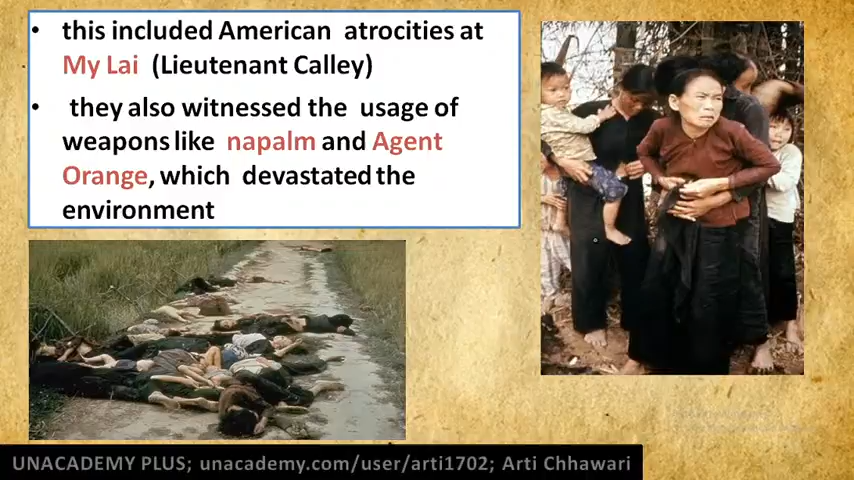 • this included American atrocities at
My Lai (Lieutenant Calley)
• they also witnessed the usage of
weapons like napalm and Agent
Orange, which devastated the
environment
UNACADEMY PLUS; unacademy.com/user/arti1702; Arti Chhawari